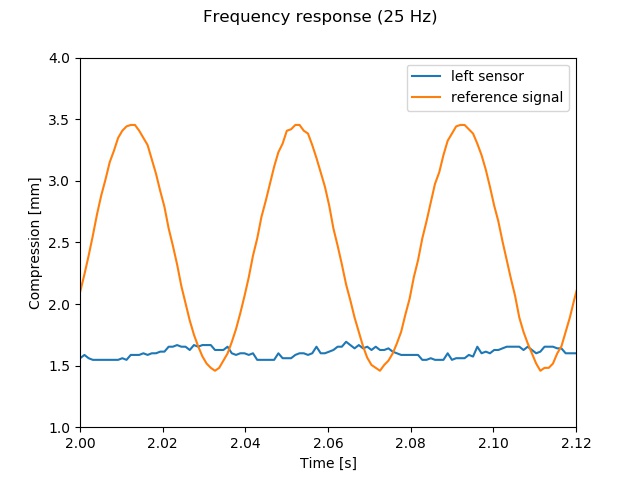 Frequency response (25 Hz)
left sensor
reference signal
4.0
3.5
3.0
2.5
2.0
1.5
1.0
Compression [mm]
2.00 2.02 2.04 2.06 2.08 2.10 2.12
Time [s]